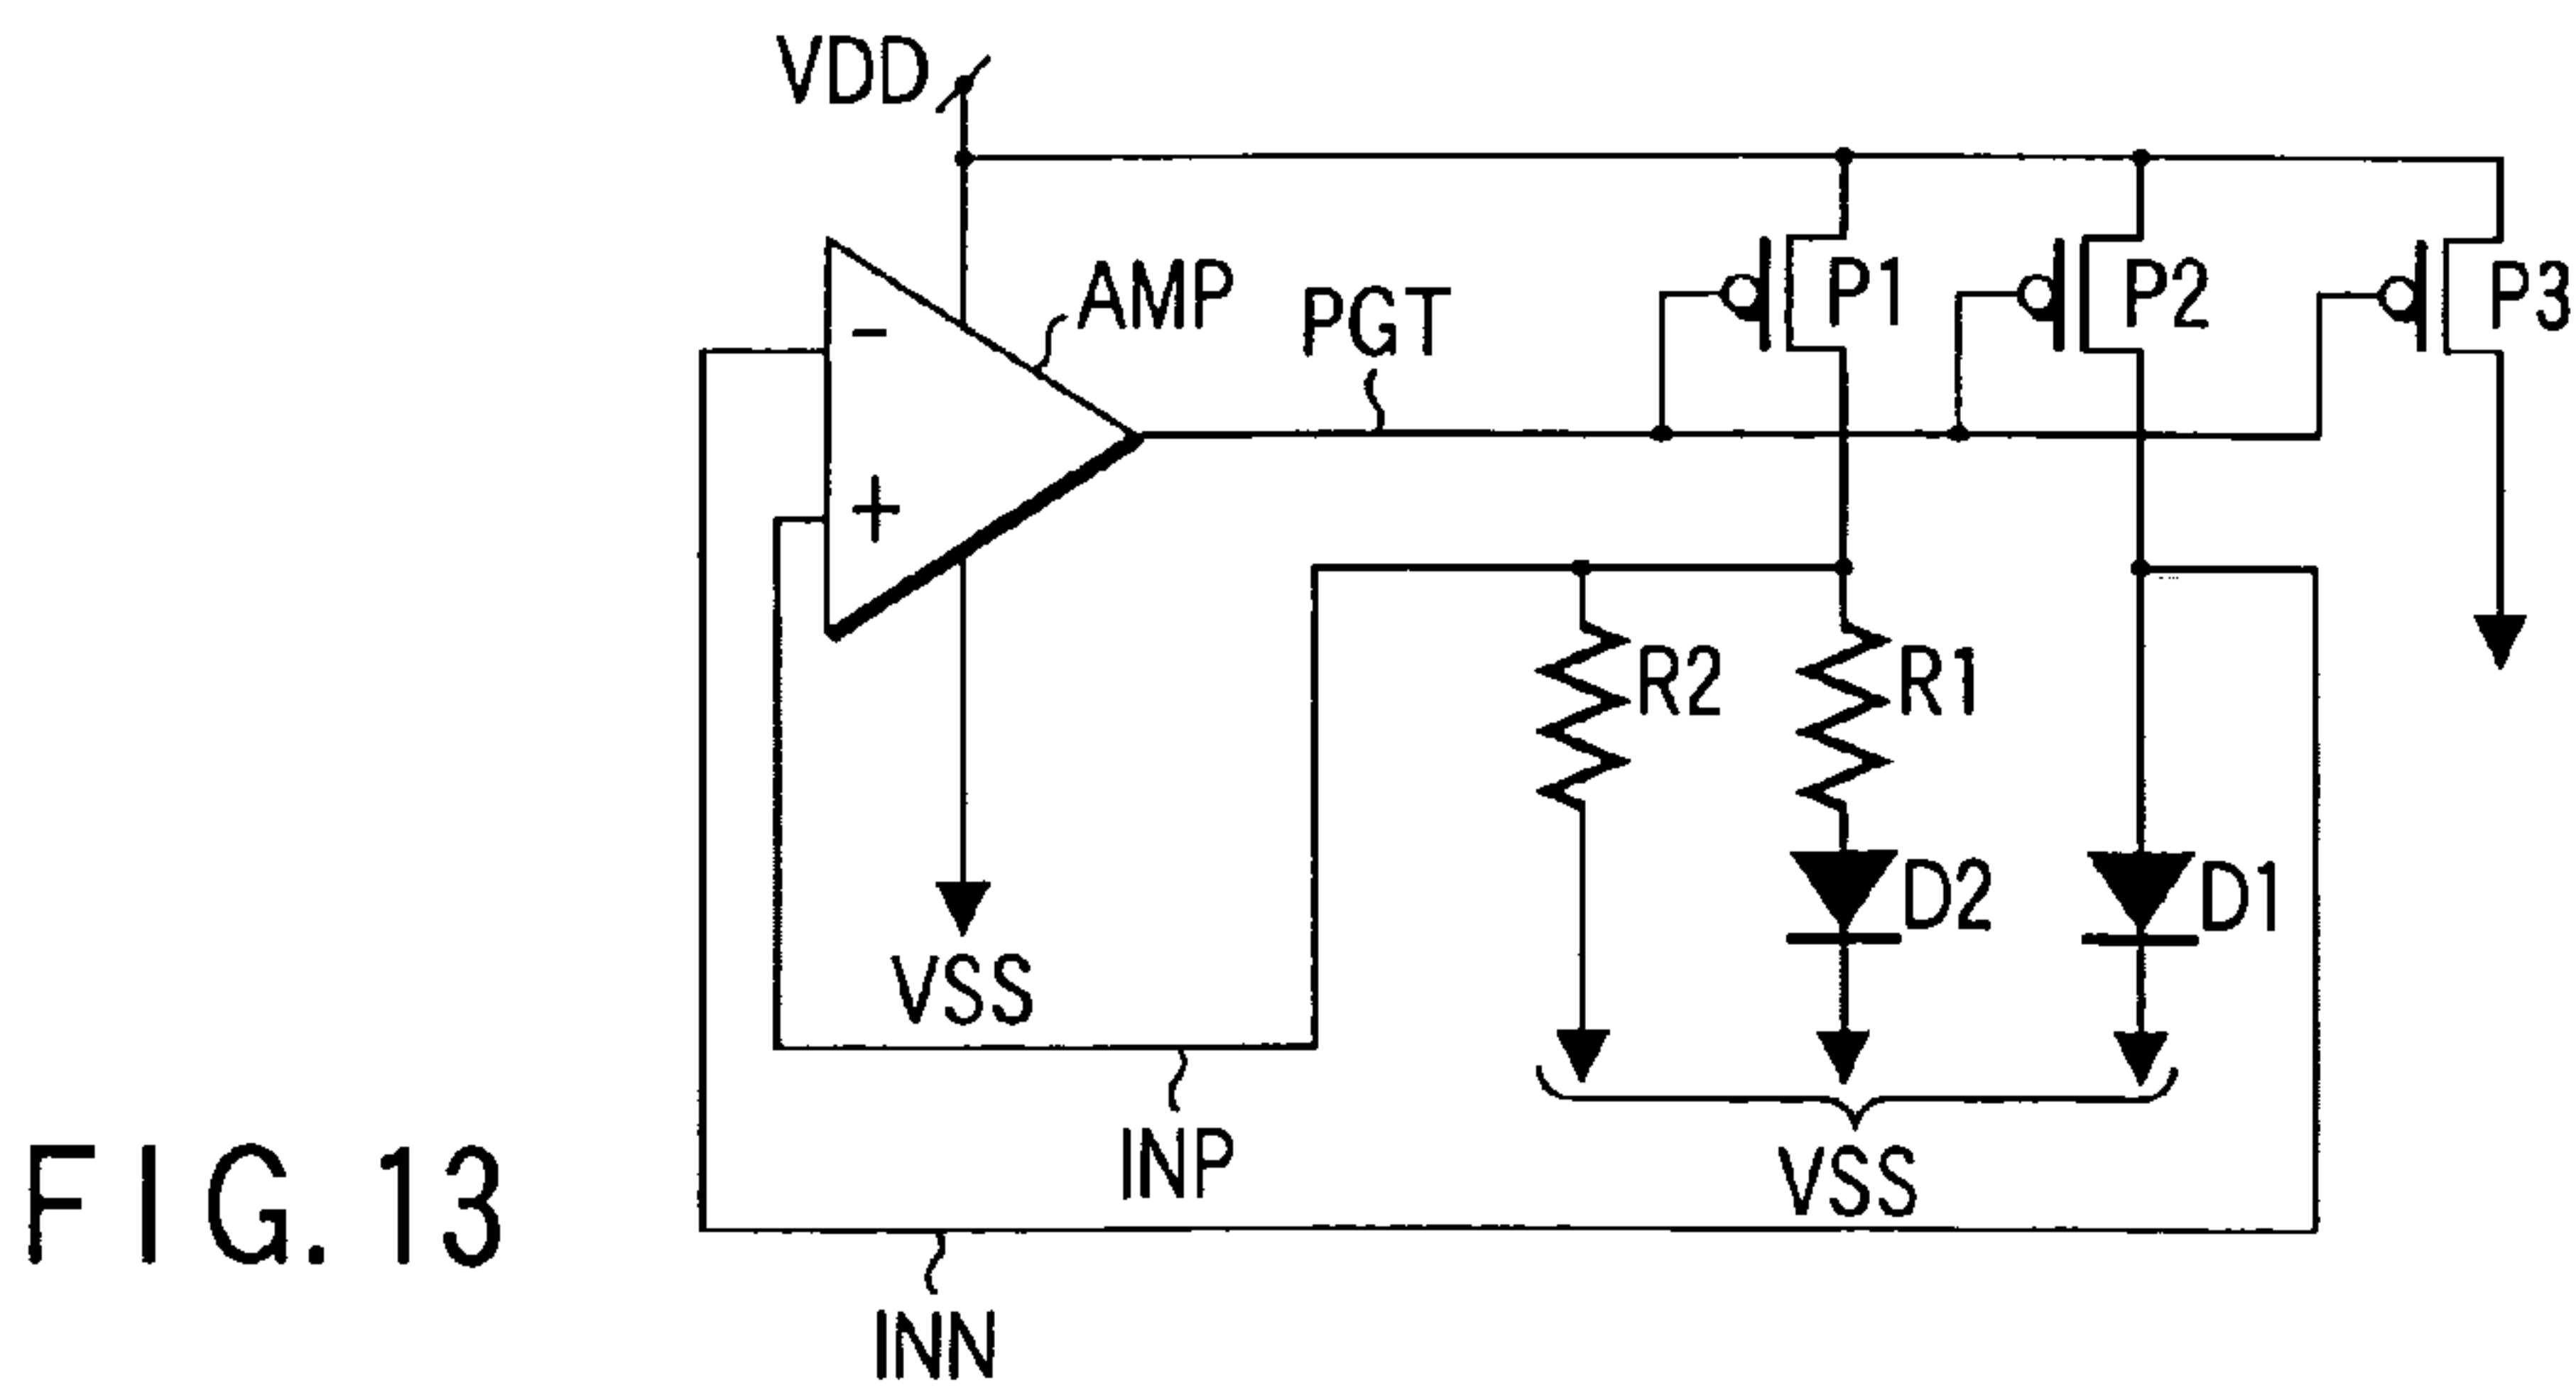 VDD
AMP
PGT
P1
P2
P3
-
+
R2
R1
D2
D1
VSS
INP
VSS
INN
FIG. 13